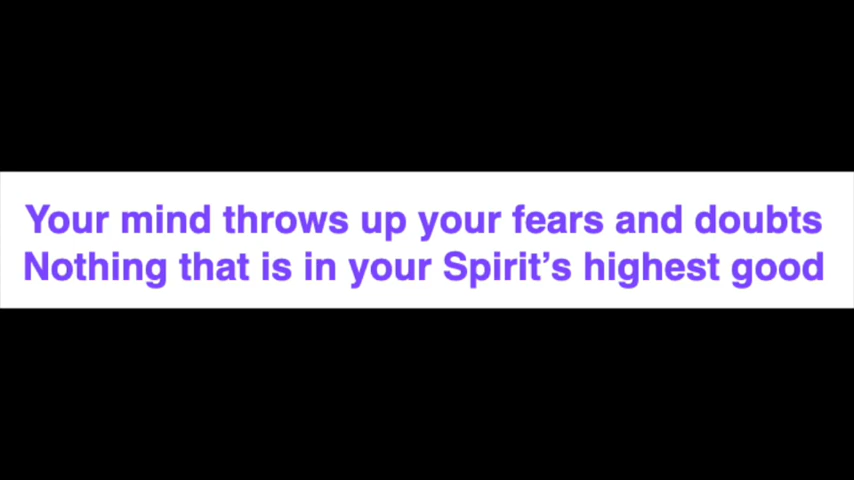 Your mind throws up your fears and doubts
Nothing that is in your Spirit’s highest good